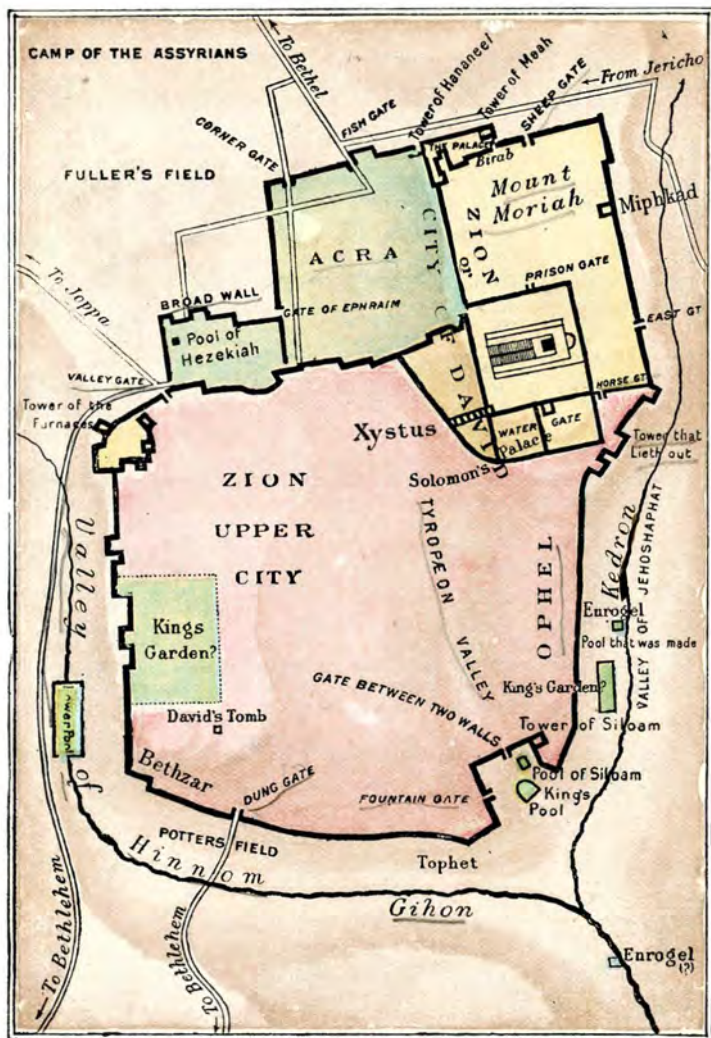 CAMP OF THE ASSYRIANS
To Bethel
CORNER GATE
FISH GATE
Tower of Hananeel
Tower of Meah
SHEEP GATE
From Jericho
FULLER'S FIELD
THE PALACE
Birab
Mount
Moriah
Miphkad
ACRA
ZION
or
CITY OF DAVID
PRISON GATE
To Joppa
BROAD WALL
GATE OF EPHRAIM
EAST GT
Pool of
Hezekiah
VALLEY GATE
HORSE GT
Tower of the
Furnaces
Xystus
WATER
GATE
Solomon's Palace
Tower that
Lieth out
ZION
UPPER
CITY
TYROPÆON VALLEY
OPHEL
Kedron
VALLEY OF JEHOSHAPHAT
Valley of Hinnom
Kings
Garden?
Enrogel
Pool that was made
King's Garden?
GATE BETWEEN TWO WALLS
Tower of Siloam
David's Tomb
Lower Pool
Bethzar
DUNG GATE
FOUNTAIN GATE
Pool of Siloam
King's
Pool
POTTERS FIELD
Tophet
Gihon
To Bethlehem
To Bethlehem
Enrogel
(?)